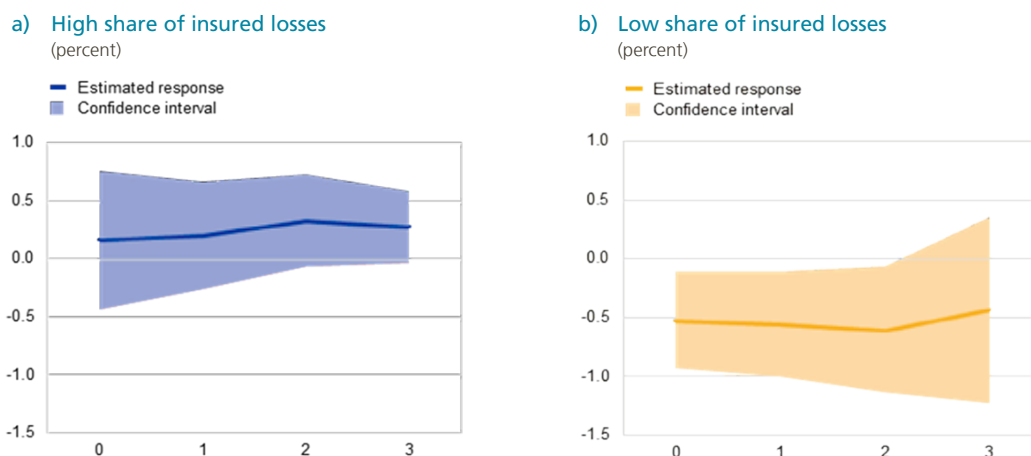 a) High share of insured losses
(percent)
Estimated response
Confidence interval
1.0
0.5
0.0
-0.5
-1.0
-1.5
0 1 2 3
b) Low share of insured losses
(percent)
Estimated response
Confidence interval
1.0
0.5
0.0
-0.5
-1.0
-1.5
0 1 2 3